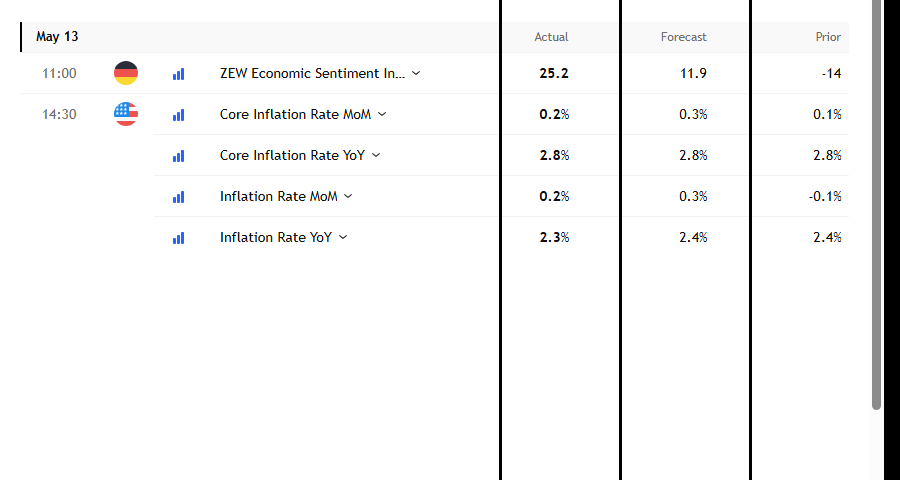 May 13 Actual Forecast Prior
11:00 ZEW Economic Sentiment In... 25.2 11.9 -14
14:30 Core Inflation Rate MoM 0.2% 0.3% 0.1%
Core Inflation Rate YoY 2.8% 2.8% 2.8%
Inflation Rate MoM 0.2% 0.3% -0.1%
Inflation Rate YoY 2.3% 2.4% 2.4%